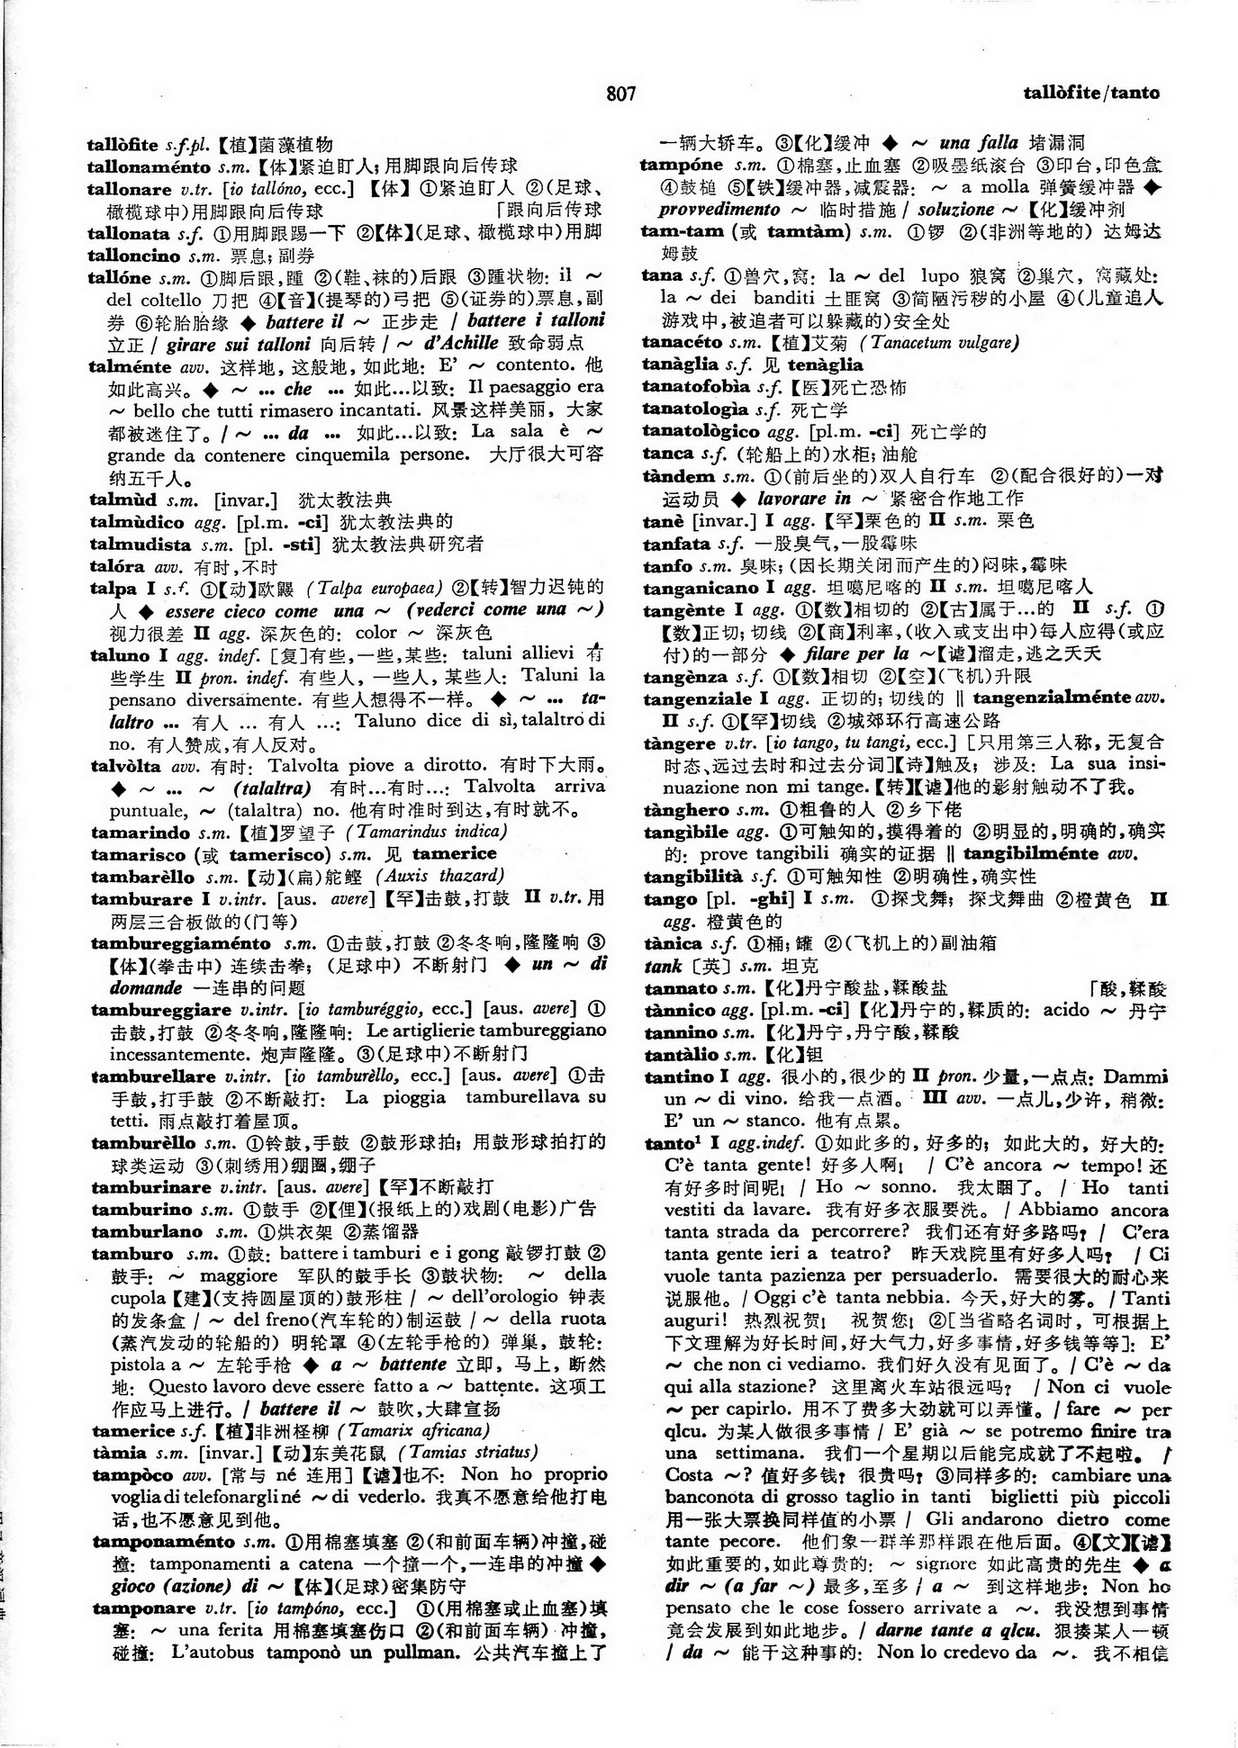 807
tallòfite/tanto
tallòfite s.f.pl.【植】菌藻植物
tallonaménto s.m.【体】紧迫盯人；用脚跟向后传球
tallonare v.tr. [io tallóno, ecc.] 【体】 ①紧迫盯人 ②(足球、
橄榄球中)用脚跟向后传球 「跟向后传球
tallonata s.f. ①用脚跟踢一下 ②【体】(足球、橄榄球中)用脚
talloncino s.m. 票息；副券
tallóne s.m. ①脚后跟,踵 ②(鞋、袜的)后跟 ③踵状物: il ～
del coltello 刀把 ④【音】(提琴的)弓把 ⑤(证券的)票息,副
券 ⑥轮胎胎缘 ◆ battere il ～ 正步走 / battere i talloni
立正 / girare sui talloni 向后转 / ～ d'Achille 致命弱点
talménte avv. 这样地, 这般地, 如此地: E' ～ contento. 他
如此高兴。◆ ～ ... che ... 如此…以致: Il paesaggio era
～ bello che tutti rimasero incantati. 风景这样美丽, 大家
都被迷住了。/ ～ ... da ... 如此…以致: La sala è ～
grande da contenere cinquemila persone. 大厅很大可容
纳五千人。
talmùd s.m. [invar.] 犹太教法典
talmùdico agg. [pl.m. -ci] 犹太教法典的
talmudista s.m. [pl. -sti] 犹太教法典研究者
talóra avv. 有时,不时
talpa I s.f. ①【动】欧鼹 (Talpa europaea) ②【转】智力迟钝的
人 ◆ essere cieco come una ～ (vederci come una ～)
视力很差 II agg. 深灰色的: color ～ 深灰色
taluno I agg. indef. [复]有些,一些,某些: taluni allievi 有
些学生 II pron. indef. 有些人, 一些人, 某些人: Taluni la
pensano diversamente. 有些人想得不一样。◆ ～ ... ta-
laltro ... 有人 … 有人 …: Taluno dice di sì, talaltro di
no. 有人赞成,有人反对。
talvòlta avv. 有时: Talvolta piove a dirotto. 有时下大雨。
◆ ～ ... ～ (talaltra) 有时…有时…: Talvolta arriva
puntuale, ～ (talaltra) no. 他有时准时到达,有时就不。
tamarindo s.m.【植】罗望子 (Tamarindus indica)
tamarisco (或 tamerisco) s.m. 见 tamerice
tambarèllo s.m.【动】(扁)舵鲣 (Auxis thazard)
tamburare I v.intr. [aus. avere]【罕】击鼓,打鼓 II v.tr. 用
两层三合板做的(门等)
tambureggiaménto s.m. ①击鼓,打鼓 ②冬冬响,隆隆响 ③
【体】(拳击中) 连续击拳； (足球中) 不断射门 ◆ un ～ di
domande 一连串的问题
tambureggiare v.intr. [io tamburéggio, ecc.] [aus. avere] ①
击鼓,打鼓 ②冬冬响,隆隆响: Le artiglierie tambureggiano
incessantemente. 炮声隆隆。③(足球中)不断射门
tamburellare v.intr. [io tamburèllo, ecc.] [aus. avere] ①击
手鼓,打手鼓 ②不断敲打: La pioggia tamburellava su
tetti. 雨点敲打着屋顶。
tamburèllo s.m. ①铃鼓,手鼓 ②鼓形球拍；用鼓形球拍打的
球类运动 ③(刺绣用)绷圈,绷子
tamburinare v.intr. [aus. avere]【罕】不断敲打
tamburino s.m. ①鼓手 ②【俚】(报纸上的)戏剧(电影)广告
tamburlano s.m. ①烘衣架 ②蒸馏器
tamburo s.m. ①鼓: battere i tamburi e i gong 敲锣打鼓 ②
鼓手: ～ maggiore 军队的鼓手长 ③鼓状物: ～ della
cupola【建】(支持圆屋顶的)鼓形柱 / ～ dell'orologio 钟表
的发条盒 / ～ del freno(汽车轮的)制运鼓 / ～ della ruota
(蒸汽发动的轮船的) 明轮罩 ④(左轮手枪的) 弹巢, 鼓轮:
pistola a ～ 左轮手枪 ◆ a ～ battente 立即, 马上, 断然
地: Questo lavoro deve essere fatto a ～ battente. 这项工
作应马上进行。/ battere il ～ 鼓吹,大肆宣扬
tamerice s.f.【植】非洲柽柳 (Tamarix africana)
tàmia s.m. [invar.]【动】东美花鼠 (Tamias striatus)
tampòco avv. [常与 né 连用]【谑】也不: Non ho proprio
voglia di telefonargli né ～ di vederlo. 我真不愿意给他打电
话,也不愿意见到他。
tamponaménto s.m. ①用棉塞填塞 ②(和前面车辆)冲撞,碰
撞: tamponamenti a catena 一个撞一个,一连串的冲撞 ◆
gioco (azione) di ～【体】(足球)密集防守
tamponare v.tr. [io tampóno, ecc.] ①(用棉塞或止血塞)填
塞: ～ una ferita 用棉塞填塞伤口 ②(和前面车辆) 冲撞,
碰撞: L'autobus tamponò un pullman. 公共汽车撞上了
一辆大轿车。③【化】缓冲 ◆ ～ una falla 堵漏洞
tampóne s.m. ①棉塞,止血塞 ②吸墨纸滚台 ③印台,印色盒
④鼓槌 ⑤【铁】缓冲器,减震器: ～ a molla 弹簧缓冲器 ◆
provvedimento ～ 临时措施 / soluzione ～【化】缓冲剂
tam-tam (或 tamtàm) s.m. ①锣 ②(非洲等地的) 达姆达
姆鼓
tana s.f. ①兽穴,窝: la ～ del lupo 狼窝 ②巢穴, 窝藏处:
la ～ dei banditi 土匪窝 ③简陋污秽的小屋 ④(儿童追人
游戏中,被追者可以躲藏的)安全处
tanacéto s.m.【植】艾菊 (Tanacetum vulgare)
tanàglia s.f. 见 tenàglia
tanatofobìa s.f.【医】死亡恐怖
tanatologìa s.f. 死亡学
tanatològico agg. [pl.m. -ci] 死亡学的
tanca s.f. (轮船上的)水柜；油舱
tàndem s.m. ①(前后坐的)双人自行车 ②(配合很好的)一对
运动员 ◆ lavorare in ～ 紧密合作地工作
tanè [invar.] I agg.【罕】栗色的 II s.m. 栗色
tanfata s.f. 一股臭气,一股霉味
tanfo s.m. 臭味；(因长期关闭而产生的)闷味,霉味
tanganicano I agg. 坦噶尼喀的 II s.m. 坦噶尼喀人
tangènte I agg. ①【数】相切的 ②【古】属于…的 II s.f. ①
【数】正切；切线 ②【商】利率,(收入或支出中)每人应得(或应
付)的一部分 ◆ filare per la ～【谑】溜走,逃之夭夭
tangènza s.f. ①【数】相切 ②【空】(飞机)升限
tangenziale I agg. 正切的；切线的 ‖ tangenzialménte avv.
II s.f. ①【罕】切线 ②城郊环行高速公路
tàngere v.tr. [io tango, tu tangi, ecc.] [只用第三人称, 无复合
时态、远过去时和过去分词]【诗】触及； 涉及: La sua insi-
nuazione non mi tange.【转】【谑】他的影射触动不了我。
tànghero s.m. ①粗鲁的人 ②乡下佬
tangìbile agg. ①可触知的,摸得着的 ②明显的,明确的,确实
的: prove tangibili 确实的证据 ‖ tangibilménte avv.
tangibilità s.f. ①可触知性 ②明确性,确实性
tango [pl. -ghi] I s.m. ①探戈舞； 探戈舞曲 ②橙黄色 II
agg. 橙黄色的
tànica s.f. ①桶；罐 ②(飞机上的)副油箱
tank [英] s.m. 坦克
tannato s.m.【化】丹宁酸盐,鞣酸盐 「酸,鞣酸
tànnico agg. [pl.m. -ci]【化】丹宁的,鞣质的: acido ～ 丹宁
tannino s.m.【化】丹宁,丹宁酸,鞣酸
tantàlio s.m.【化】钽
tantino I agg. 很小的,很少的 II pron. 少量,一点点: Dammi
un ～ di vino. 给我一点酒。 III avv. 一点儿,少许, 稍微:
E' un ～ stanco. 他有点累。
tanto¹ I agg.indef. ①如此多的, 好多的； 如此大的, 好大的:
C'è tanta gente! 好多人啊! / C'è ancora ～ tempo! 还
有好多时间呢! / Ho ～ sonno. 我太睏了。/ Ho tanti
vestiti da lavare. 我有好多衣服要洗。/ Abbiamo ancora
tanta strada da percorrere? 我们还有好多路吗? / C'era
tanta gente ieri a teatro? 昨天戏院里有好多人吗? / Ci
vuole tanta pazienza per persuaderlo. 需要很大的耐心来
说服他。/ Oggi c'è tanta nebbia. 今天,好大的雾。/ Tanti
auguri! 热烈祝贺! 祝贺您! ②[当省略名词时, 可根据上
下文理解为好长时间,好大气力,好多事情,好多钱等等]: E'
～ che non ci vediamo. 我们好久没有见面了。/ C'è ～ da
qui alla stazione? 这里离火车站很远吗? / Non ci vuole
～ per capirlo. 用不了费多大劲就可以弄懂。/ fare ～ per
qlcu. 为某人做很多事情 / E' già ～ se potremo finire tra
una settimana. 我们一个星期以后能完成就了不起啦。 /
Costa ～? 值好多钱? 很贵吗? ③同样多的: cambiare una
banconota di grosso taglio in tanti biglietti più piccoli
用一张大票换同样值的小票 / Gli andarono dietro come
tante pecore. 他们象一群羊那样跟在他后面。④【文】【谑】
如此重要的,如此尊贵的: ～ signore 如此高贵的先生 ◆ a
dir ～ (a far ～) 最多,至多 / a ～ 到这样地步: Non ho
pensato che le cose fossero arrivate a ～. 我没想到事情
竟会发展到如此地步。/ darne tante a qlcu. 狠揍某人一顿
/ da ～ 能干这种事的: Non lo credevo da ～. 我不相信